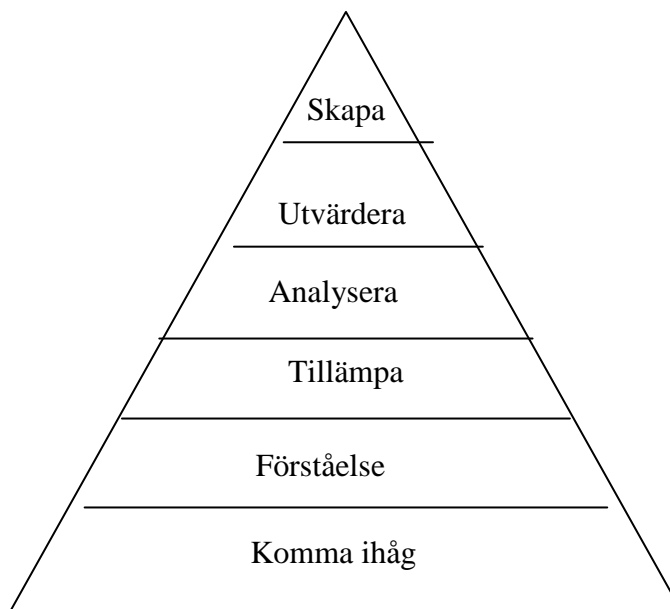 Skapa
Utvärdera
Analysera
Tillämpa
Förståelse
Komma ihåg